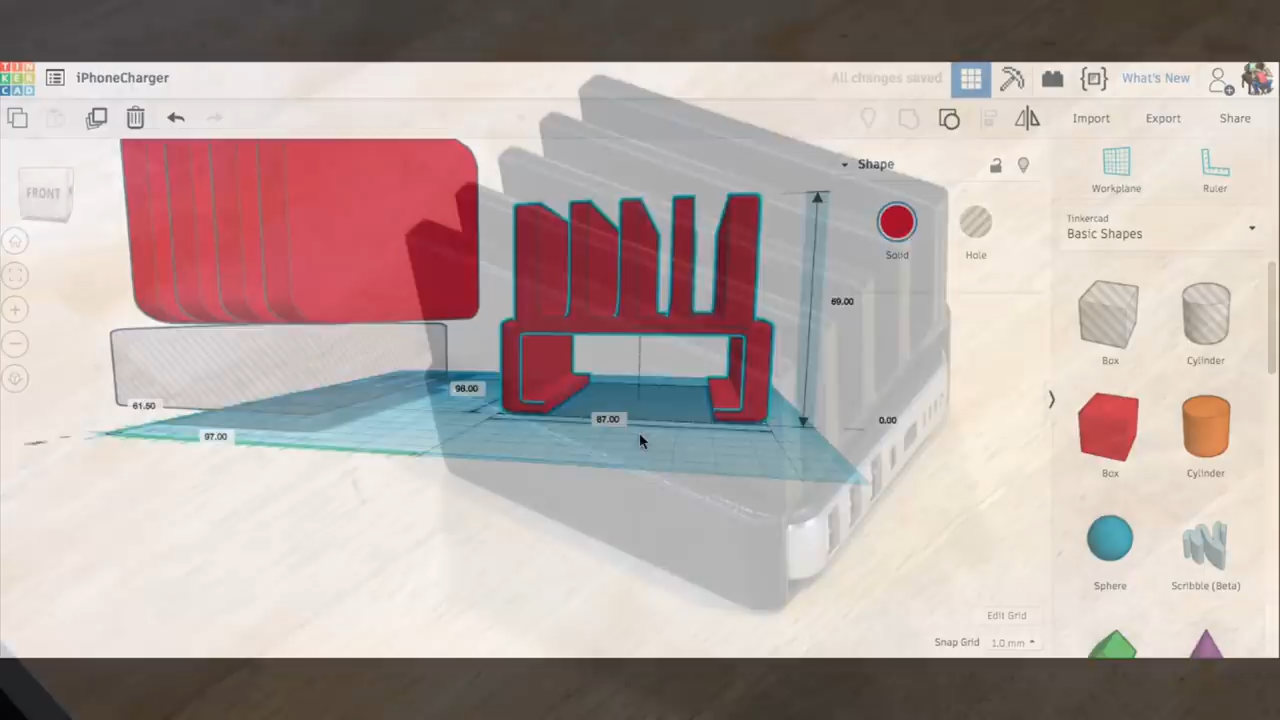 TIN
KER
CAD
iPhoneCharger
All changes saved
What's New
Import
Export
Share
FRONT
Shape
Solid
Hole
Workplane
Ruler
Tinkercad
Basic Shapes
Box
Cylinder
Box
Cylinder
Sphere
Scribble (Beta)
69.00
98.00
61.50
97.00
87.00
0.00
Edit Grid
Snap Grid 1.0 mm